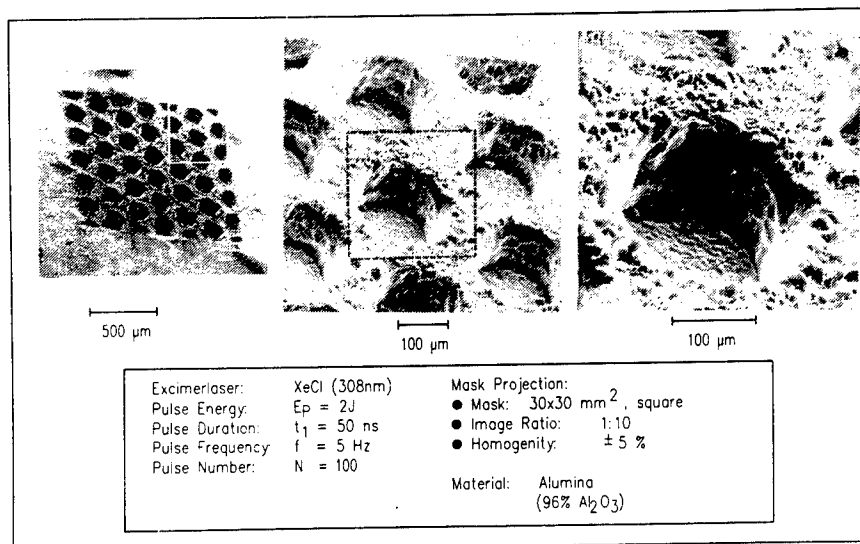 500 µm
100 µm
100 µm
Excimerlaser: XeCl (308nm)
Pulse Energy: Ep = 2J
Pulse Duration: t1 = 50 ns
Pulse Frequency: f = 5 Hz
Pulse Number: N = 100
Mask Projection:
● Mask: 30x30 mm², square
● Image Ratio: 1:10
● Homogenity: ± 5 %
Material: Alumina
(96% Al2O3)